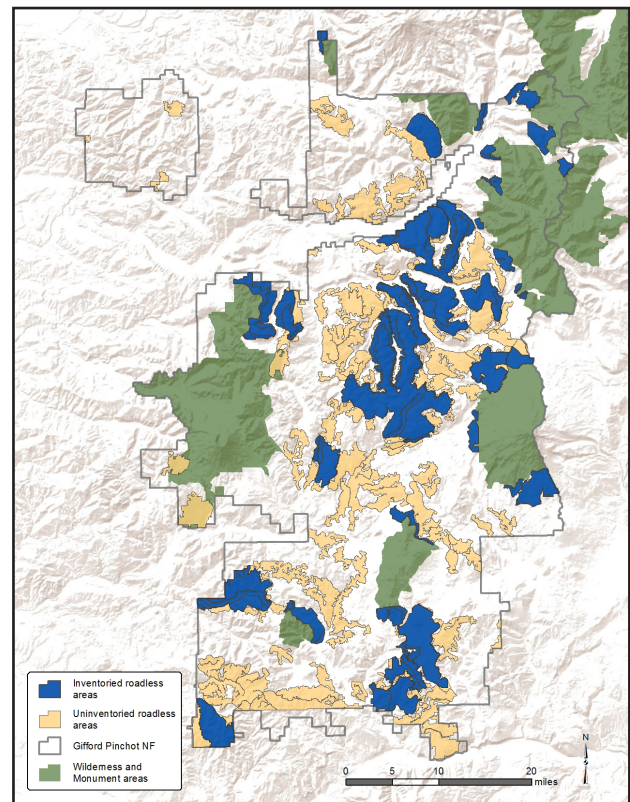 Inventoried roadless
areas
Uninventoried roadless
areas
Gifford Pinchot NF
Wilderness and
Monument areas
N
0 5 10 20
miles